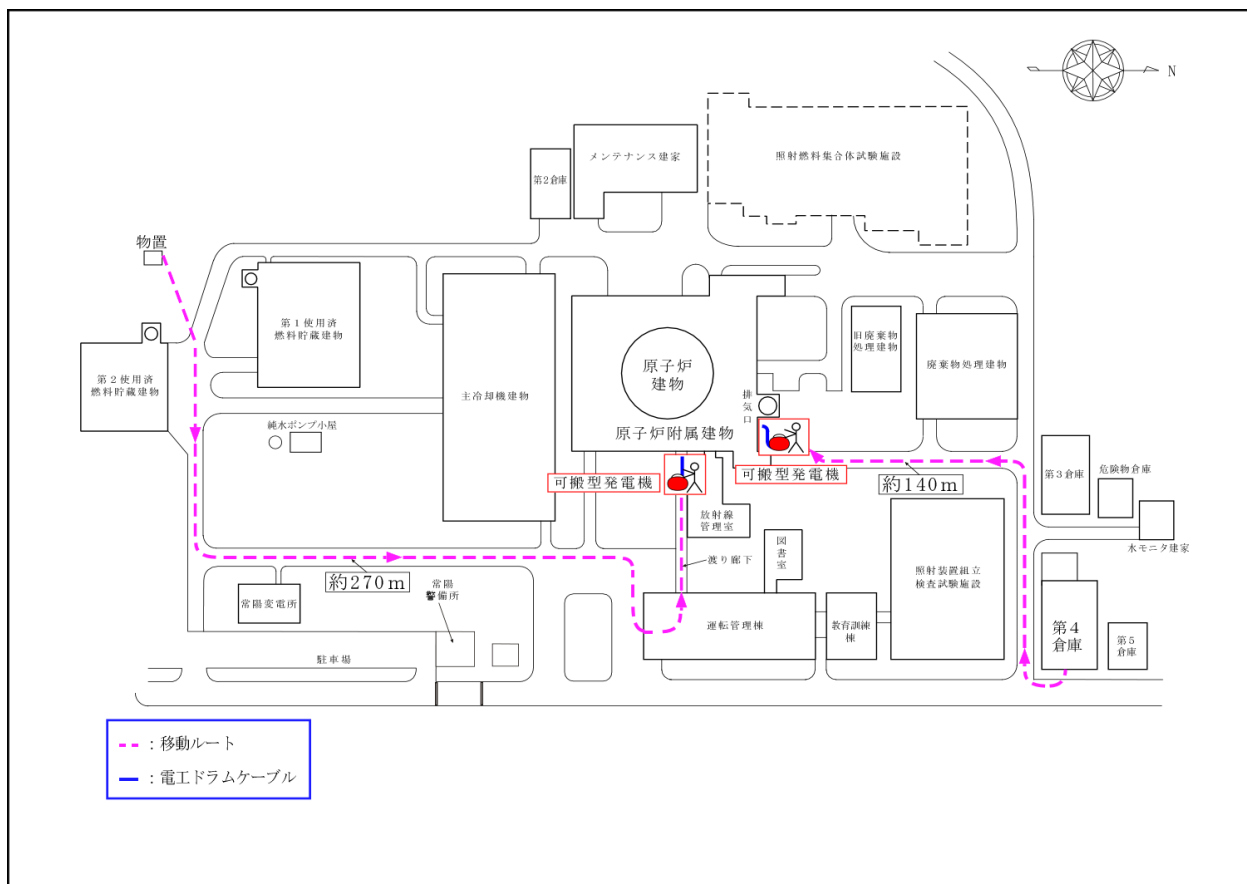 N
照射燃料集合体試験施設
メンテナンス建家
第2倉庫
物置
第1使用済
燃料貯蔵建物
第2使用済
燃料貯蔵建物
主冷却機建物
原子炉
建物
原子炉附属建物
旧廃棄物
処理建物
廃棄物処理建物
排気口
純水ポンプ小屋
可搬型発電機
可搬型発電機
約140m
第3倉庫
危険物倉庫
水モニタ建家
放射線
管理室
図書室
渡り廊下
照射装置組立
検査試験施設
約270m
常陽変電所
常陽
警備所
運転管理棟
教育訓練
棟
第4
倉庫
第5
倉庫
駐車場
：移動ルート
：電工ドラムケーブル